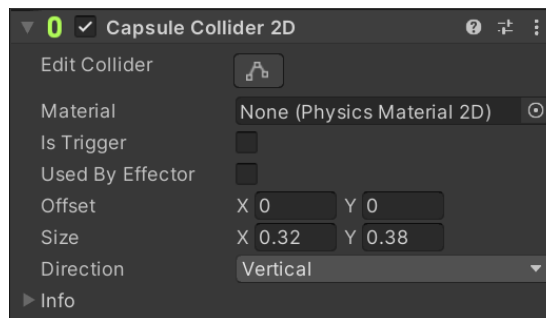 Capsule Collider 2D
Edit Collider
Material None (Physics Material 2D)
Is Trigger
Used By Effector
Offset X 0 Y 0
Size X 0.32 Y 0.38
Direction Vertical
Info